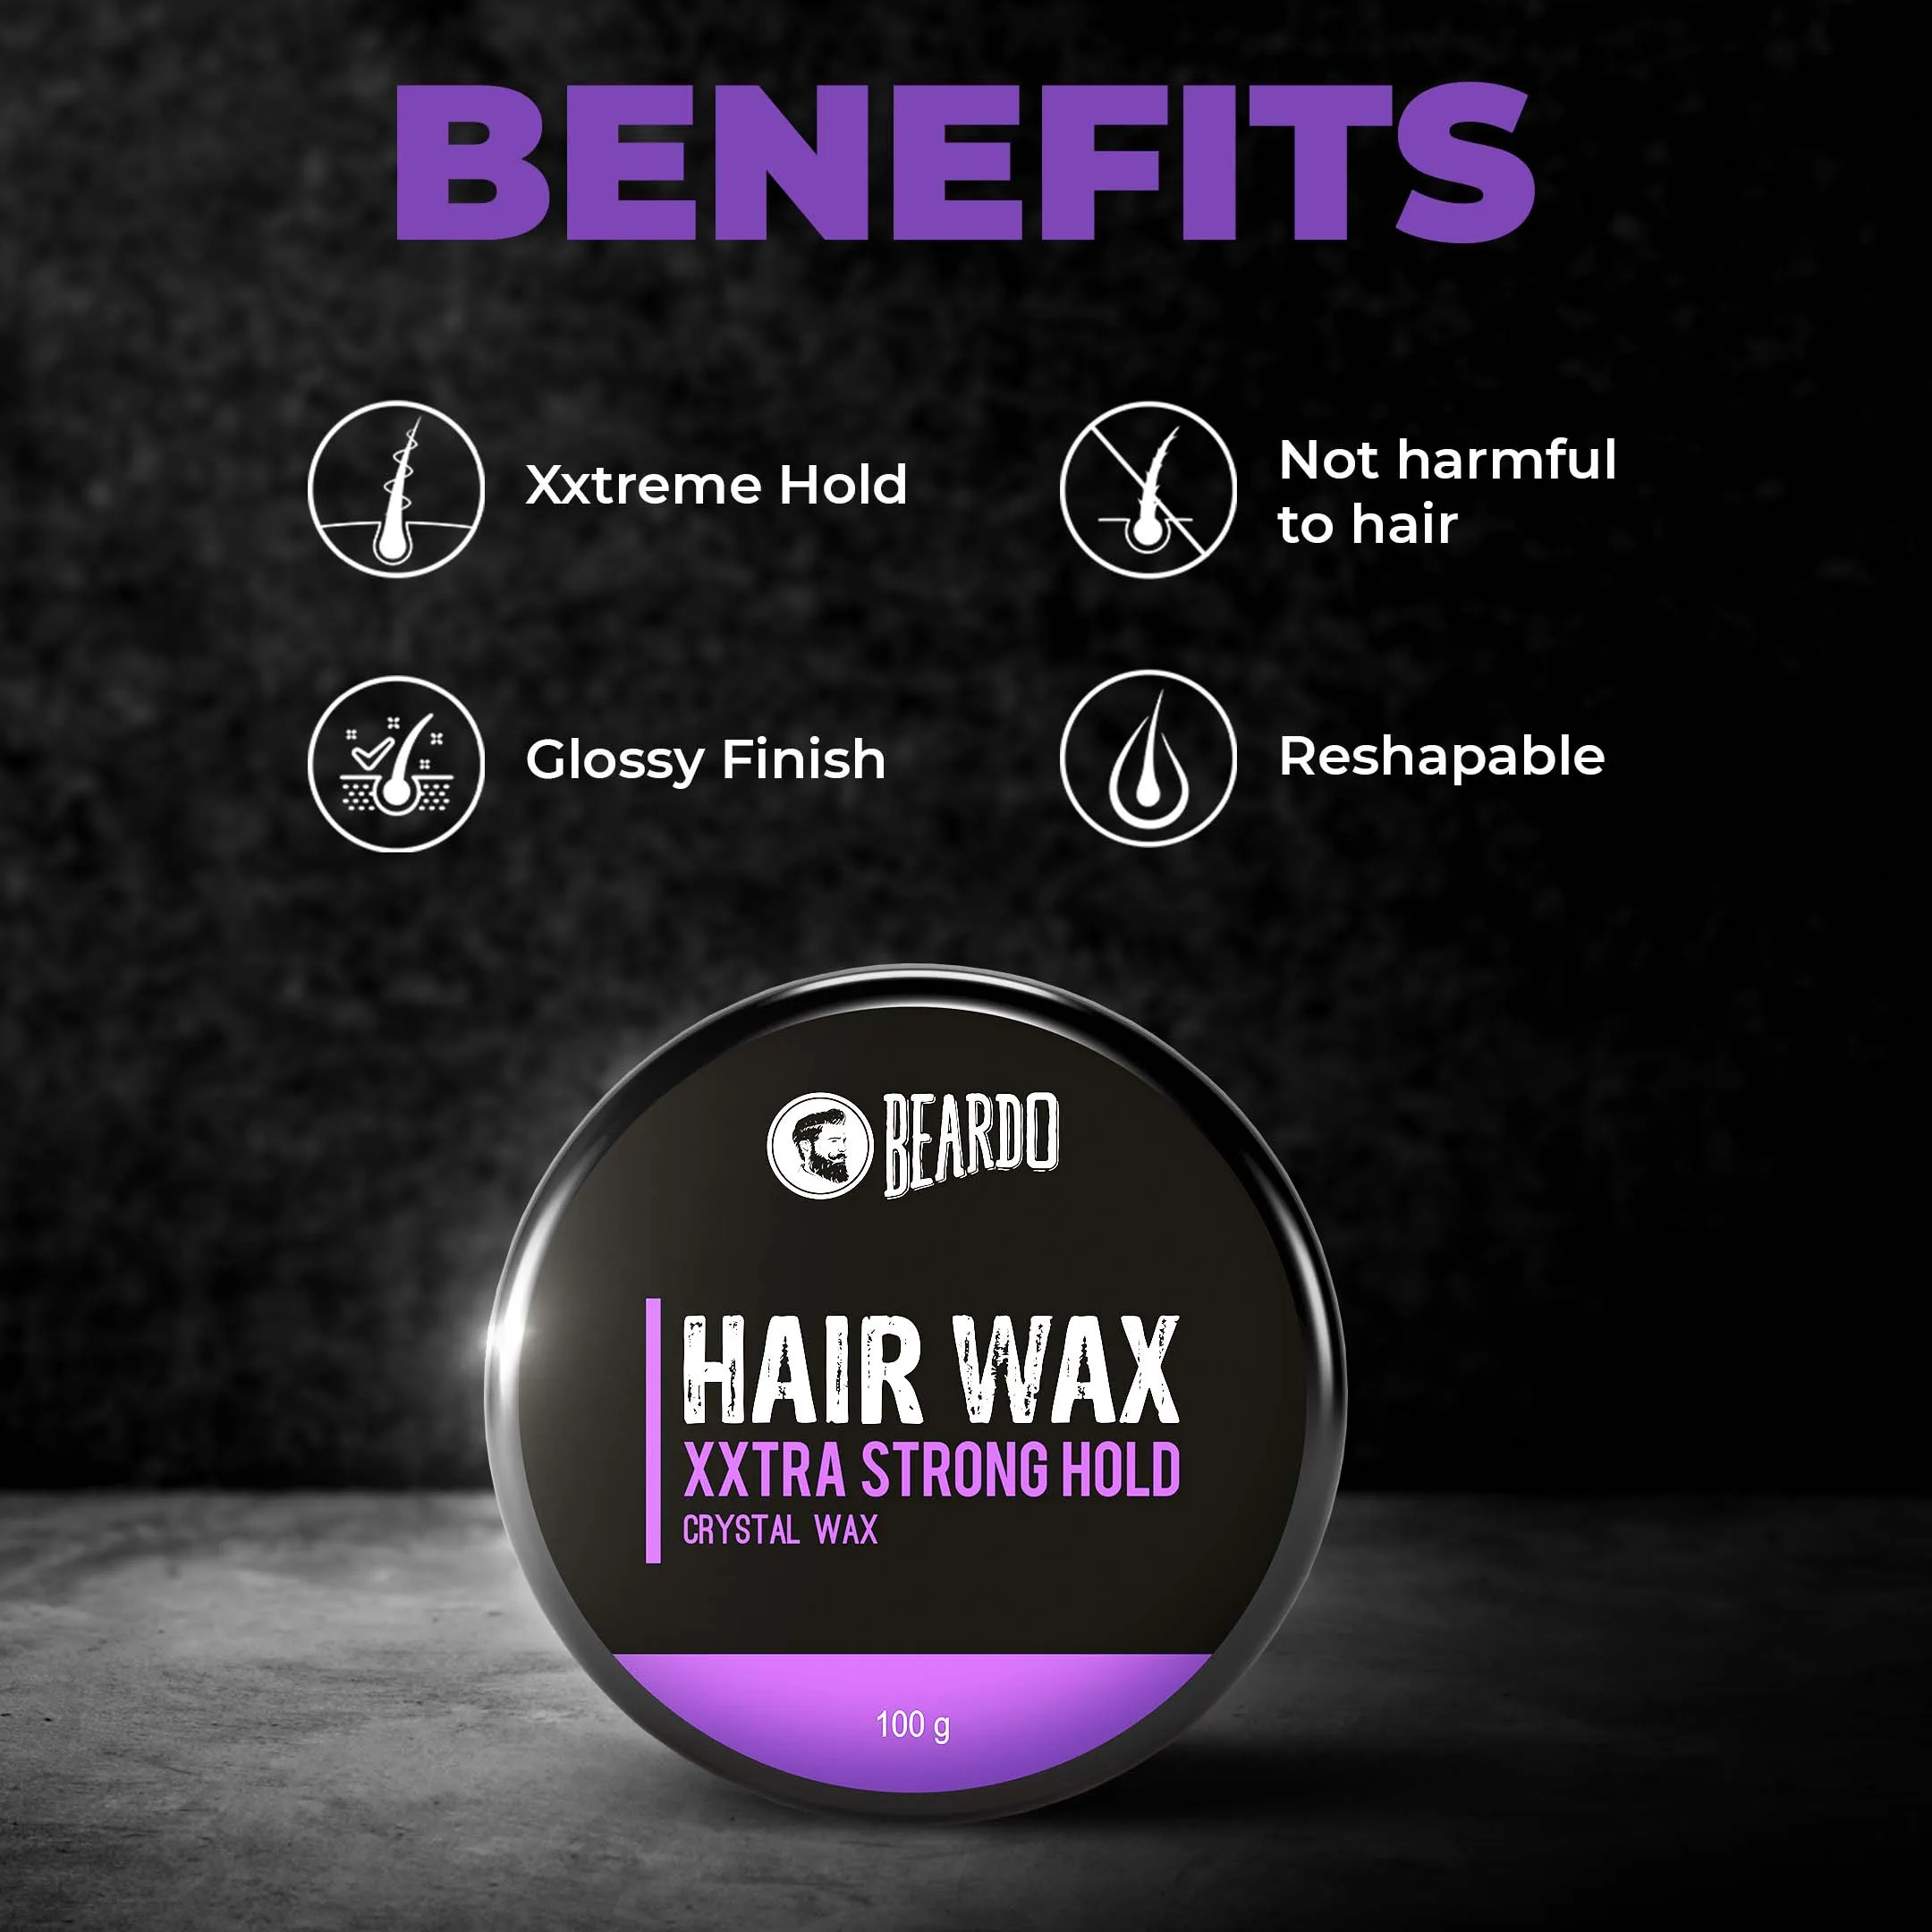 BENEFITS
Xxtreme Hold
Not harmful
to hair
Glossy Finish
Reshapable
BEARDO
HAIR WAX
XXTRA STRONG HOLD
CRYSTAL WAX
100 g